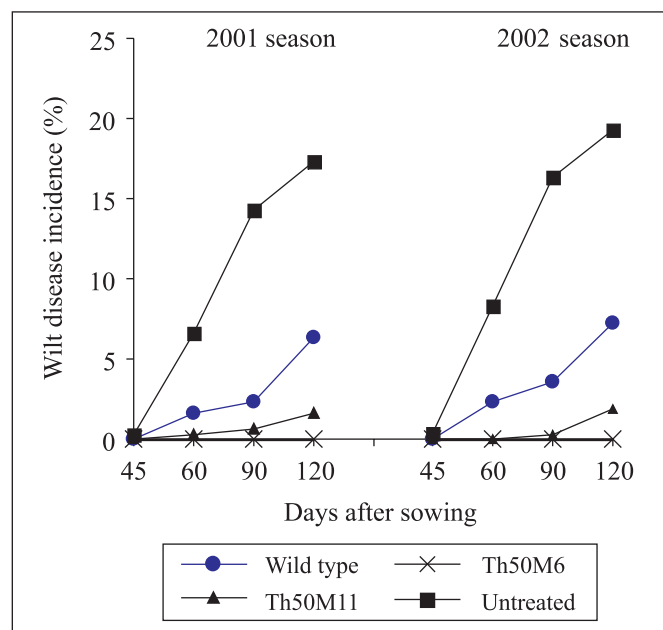 2001 season 2002 season
25
20
15
10
5
0
Wilt disease incidence (%)
45 60 90 120 45 60 90 120
Days after sowing
Wild type Th50M6
Th50M11 Untreated